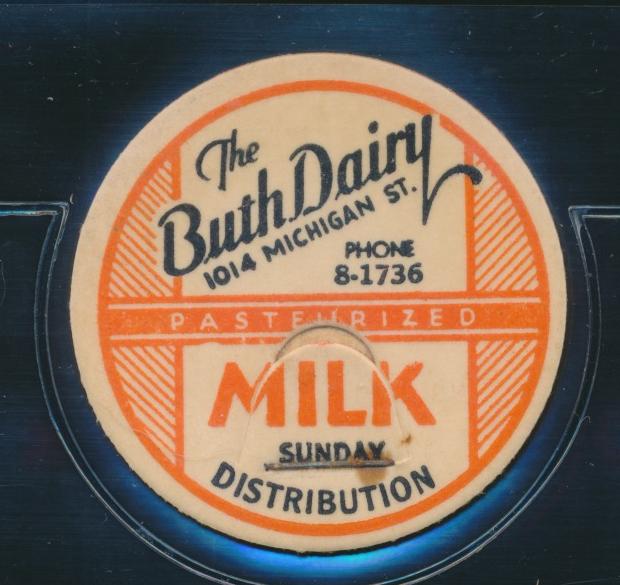 The
Buth Dairy
1014 MICHIGAN ST.
PHONE
8-1736
PASTEURIZED
MILK
SUNDAY
DISTRIBUTION